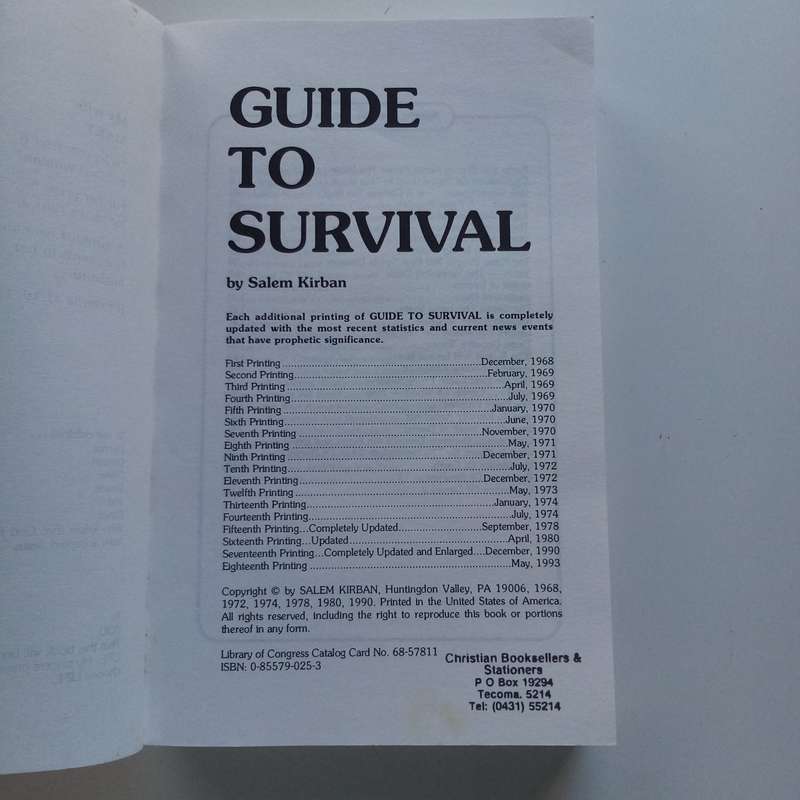 GUIDE
TO
SURVIVAL
by Salem Kirban
Each additional printing of GUIDE TO SURVIVAL is completely
updated with the most recent statistics and current news events
that have prophetic significance.
First Printing ..........December, 1968
Second Printing..........February, 1969
Third Printing ..........April, 1969
Fourth Printing..........July, 1969
Fifth Printing ..........January, 1970
Sixth Printing..........June, 1970
Seventh Printing ..........November, 1970
Eighth Printing ..........May, 1971
Ninth Printing ..........December, 1971
Tenth Printing..........July, 1972
Eleventh Printing..........December, 1972
Twelfth Printing ..........May, 1973
Thirteenth Printing..........January, 1974
Fourteenth Printing..........July, 1974
Fifteenth Printing...Completely Updated..........September, 1978
Sixteenth Printing...Updated..........April, 1980
Seventeenth Printing...Completely Updated and Enlarged....December, 1990
Eighteenth Printing ..........May, 1993
Copyright © by SALEM KIRBAN, Huntingdon Valley, PA 19006, 1968,
1972, 1974, 1978, 1980, 1990. Printed in the United States of America.
All rights reserved, including the right to reproduce this book or portions
thereof in any form.
Library of Congress Catalog Card No. 68-57811
ISBN: 0-85579-025-3
Christian Booksellers &
Stationers
P O Box 19294
Tecoma. 5214
Tel: (0431) 55214